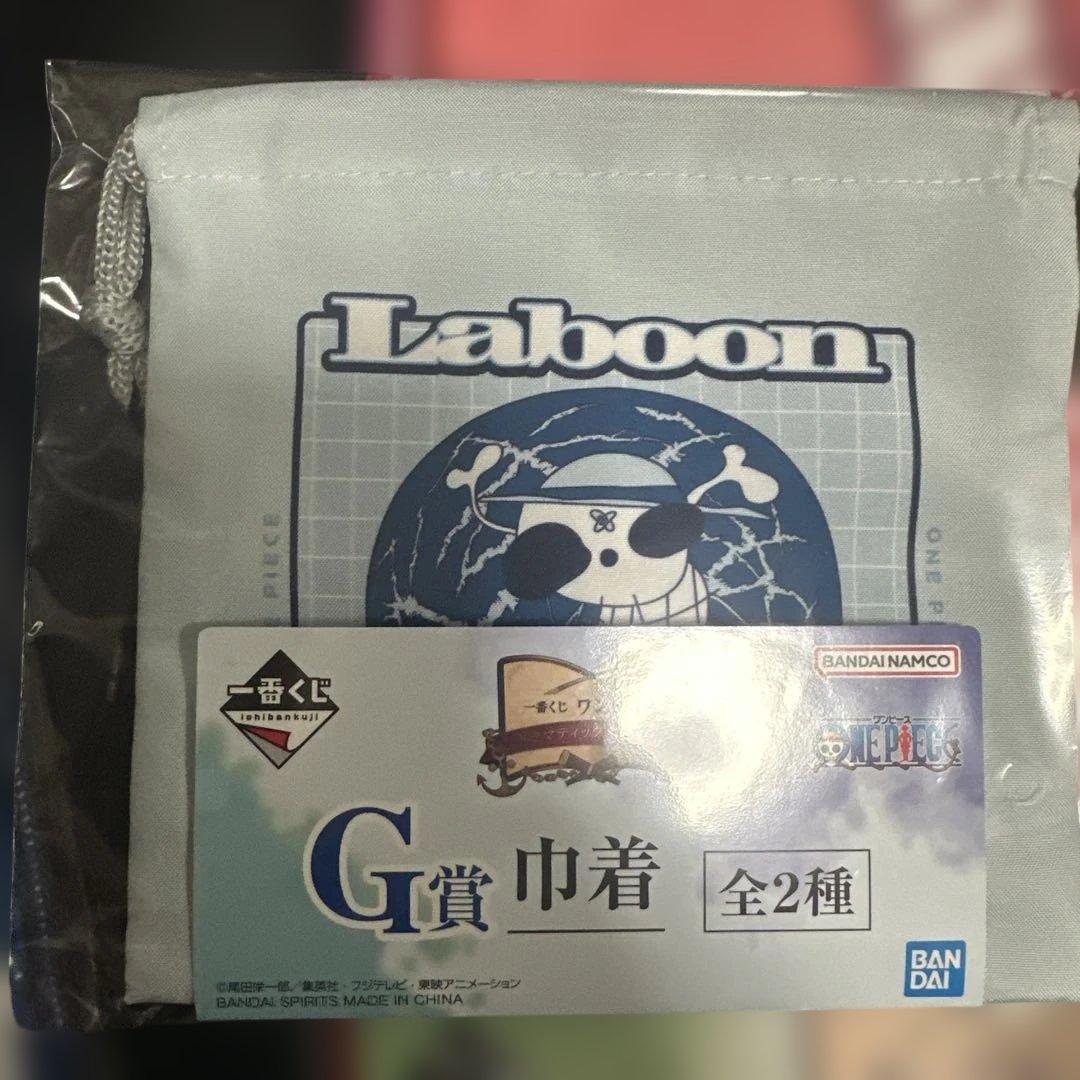 Laboon
PIECE
ONE P
一番くじ
ichibankuji
一番くじ ワン
BANDAI NAMCO
ワンピース
ONE PIECE
G賞 巾着 全2種
©尾田栄一郎／集英社・フジテレビ・東映アニメーション
BANDAI SPIRITS MADE IN CHINA
BAN
DAI